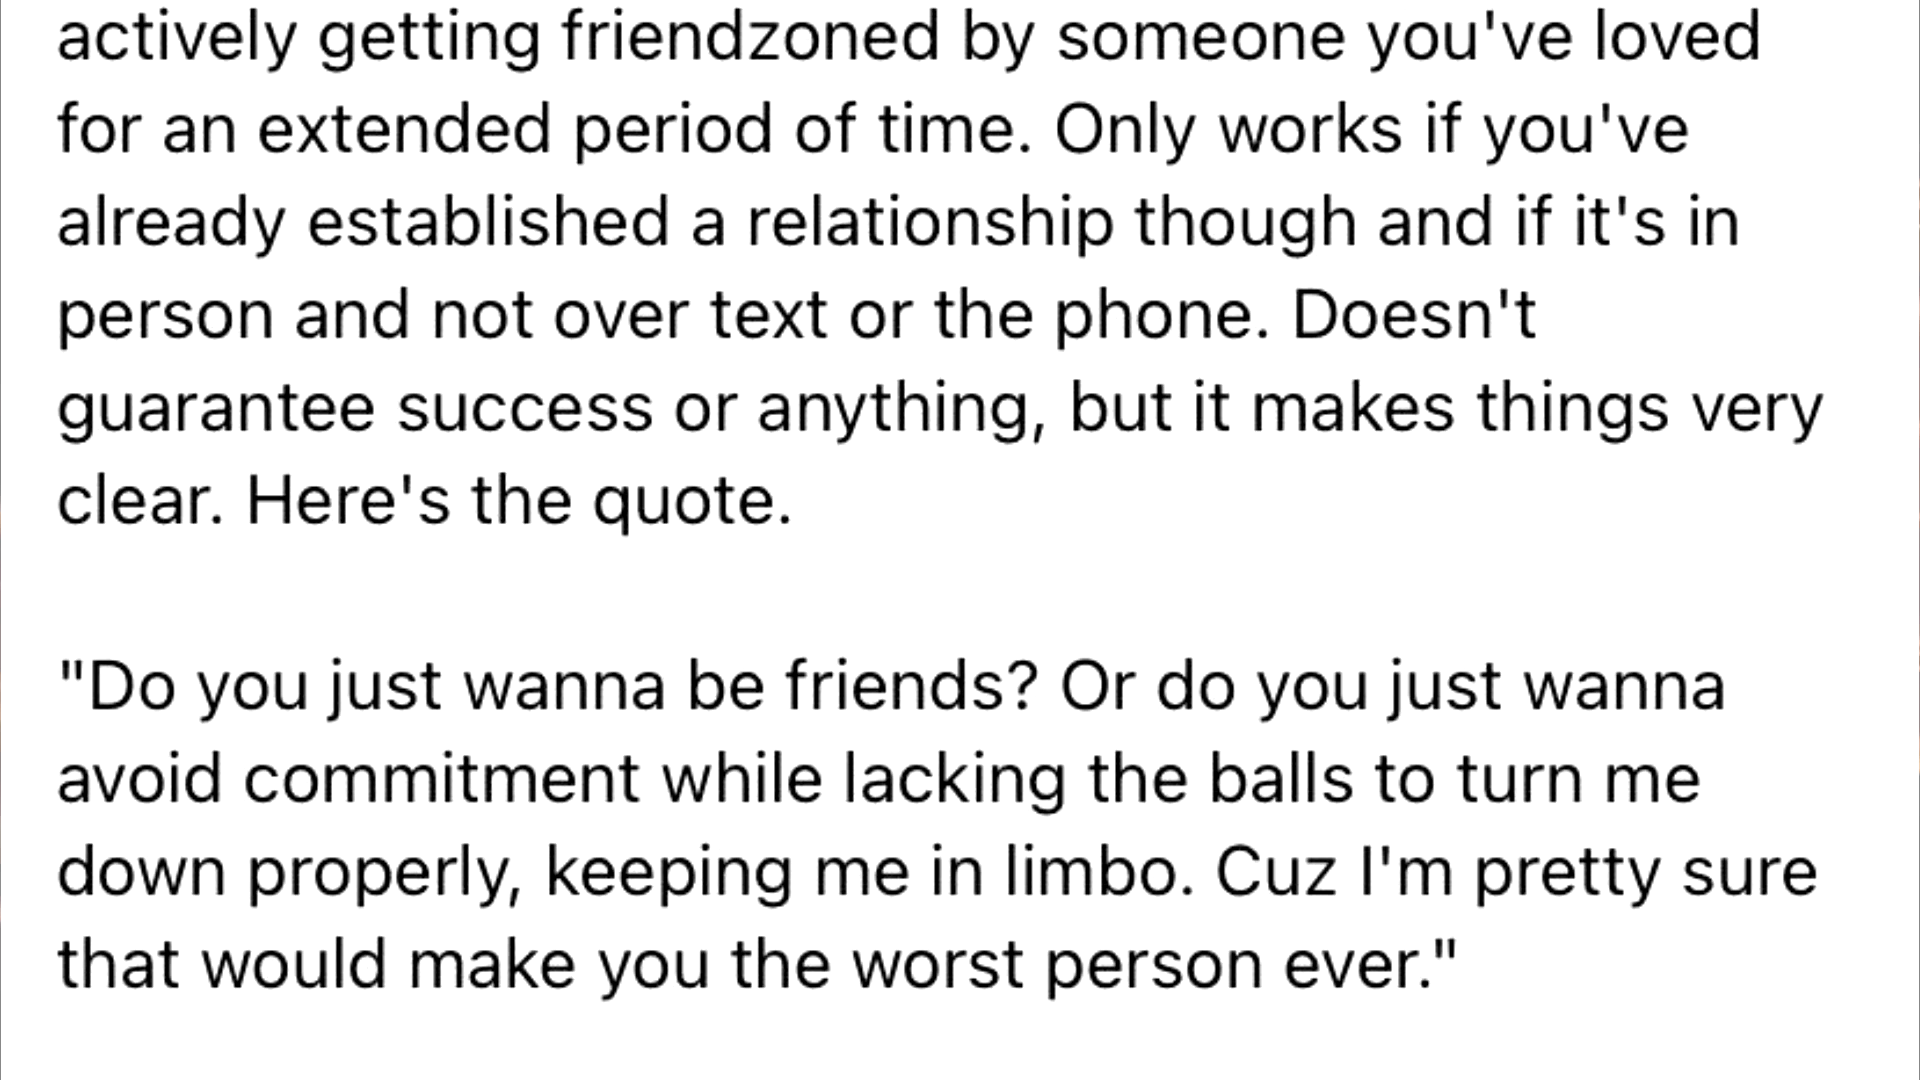 actively getting friendzoned by someone you've loved
for an extended period of time. Only works if you've
already established a relationship though and if it's in
person and not over text or the phone. Doesn't
guarantee success or anything, but it makes things very
clear. Here's the quote.
"Do you just wanna be friends? Or do you just wanna
avoid commitment while lacking the balls to turn me
down properly, keeping me in limbo. Cuz I'm pretty sure
that would make you the worst person ever."